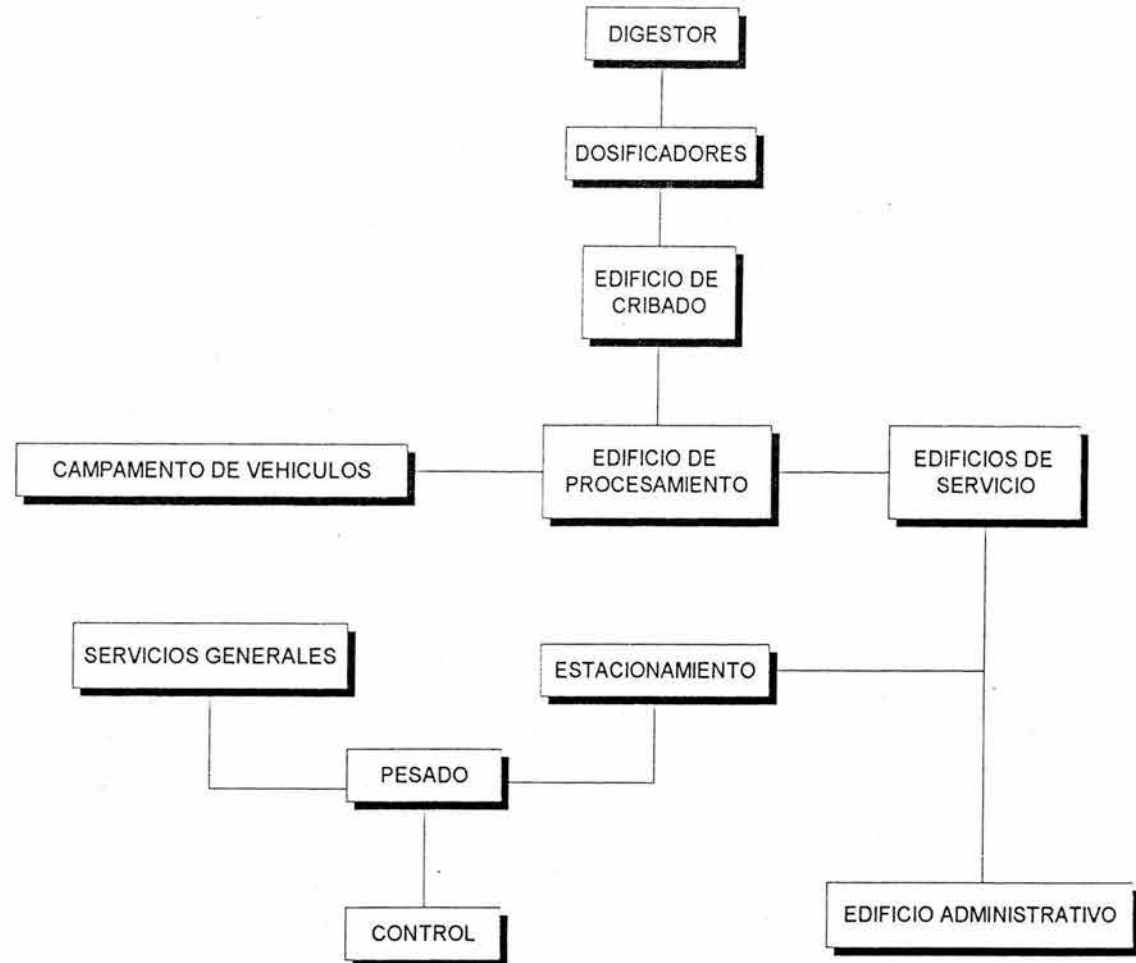 DIGESTOR
DOSIFICADORES
EDIFICIO DE
CRIBADO
CAMPAMENTO DE VEHICULOS
EDIFICIO DE
PROCESAMIENTO
EDIFICIOS DE
SERVICIO
SERVICIOS GENERALES
ESTACIONAMIENTO
PESADO
CONTROL
EDIFICIO ADMINISTRATIVO